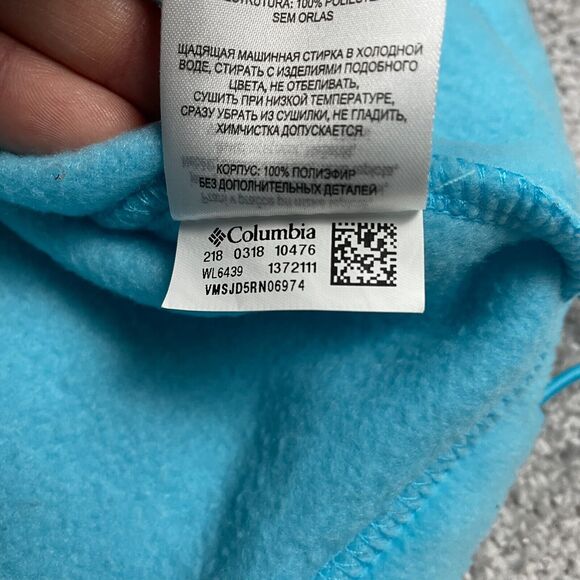 100% POLIÉSTER
SEM ORLAS
ЩАДЯЩАЯ МАШИННАЯ СТИРКА В ХОЛОДНОЙ
ВОДЕ, СТИРАТЬ С ИЗДЕЛИЯМИ ПОДОБНОГО
ЦВЕТА, НЕ ОТБЕЛИВАТЬ,
СУШИТЬ ПРИ НИЗКОЙ ТЕМПЕРАТУРЕ,
СРАЗУ УБРАТЬ ИЗ СУШИЛКИ, НЕ ГЛАДИТЬ,
ХИМЧИСТКА ДОПУСКАЕТСЯ
КОРПУС: 100% ПОЛИЭФИР
БЕЗ ДОПОЛНИТЕЛЬНЫХ ДЕТАЛЕЙ
Columbia
218 0318 10476
WL6439 1372111
VMSJD5RN06974